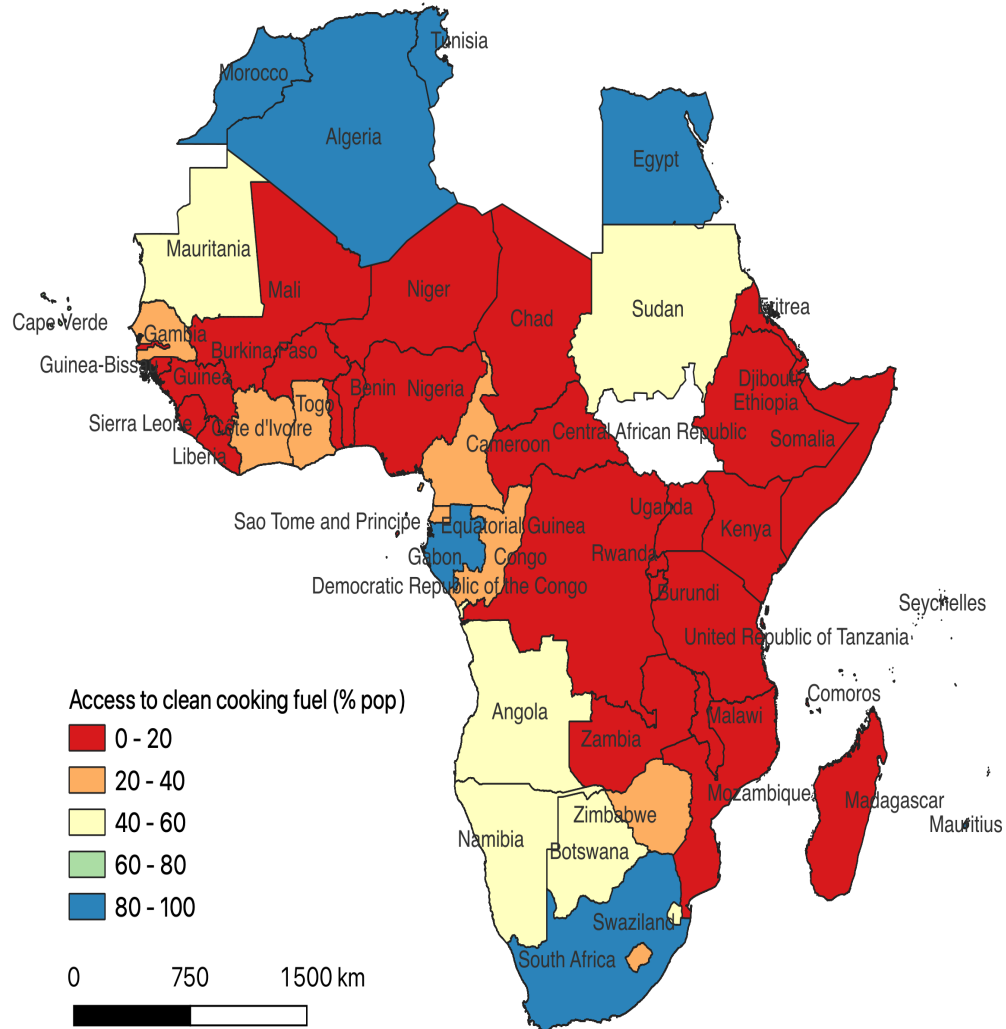 Tunisia
Morocco
Algeria
Egypt
Mauritania
Mali
Niger
Chad
Sudan
Eritrea
Cape Verde
Gambia
Guinea-Bissau
Burkina Faso
Guinea
Benin
Nigeria
Djibouti
Ethiopia
Togo
Sierra Leone
Cote d'Ivoire
Liberia
Cameroon
Central African Republic
Somalia
Uganda
Kenya
Sao Tome and Principe
Equatorial Guinea
Gabon
Congo
Rwanda
Democratic Republic of the Congo
Burundi
Seychelles
United Republic of Tanzania
Comoros
Angola
Malawi
Zambia
Mozambique
Madagascar
Mauritius
Zimbabwe
Namibia
Botswana
Swaziland
South Africa
Access to clean cooking fuel (% pop)
0 - 20
20 - 40
40 - 60
60 - 80
80 - 100
0 750 1500 km